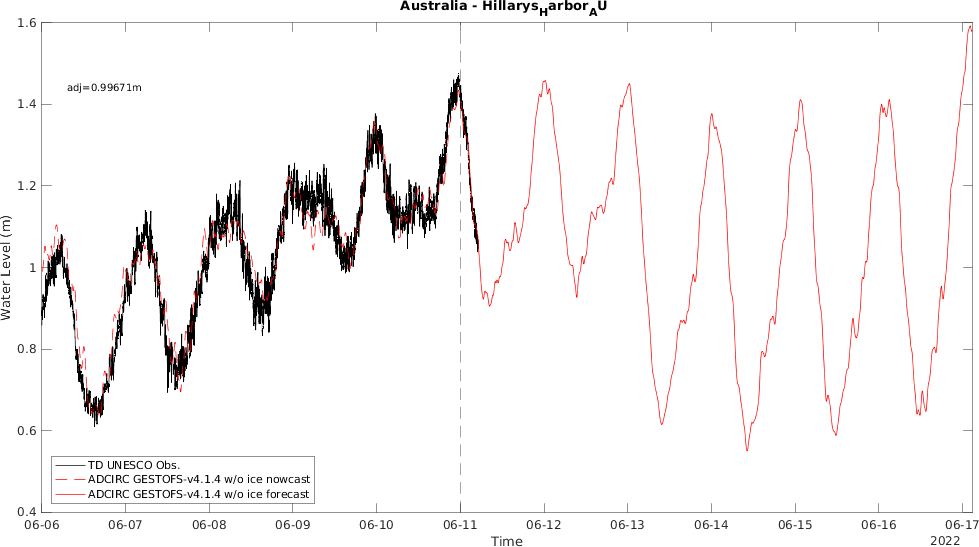 Australia - HillarysHarborAU
adj=0.99671m
Water Level (m)
1.6
1.4
1.2
1
0.8
0.6
0.4
TD UNESCO Obs.
ADCIRC GESTOFS-v4.1.4 w/o ice nowcast
ADCIRC GESTOFS-v4.1.4 w/o ice forecast
06-06 06-07 06-08 06-09 06-10 06-11 06-12 06-13 06-14 06-15 06-16 06-17
Time
2022